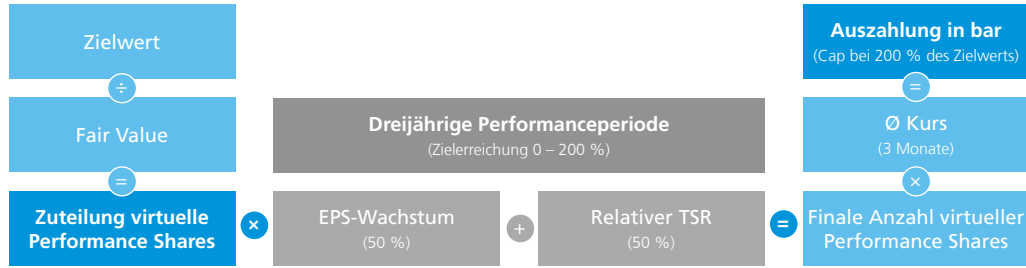 Zielwert
÷
Fair Value
=
Zuteilung virtuelle
Performance Shares
×
Dreijährige Performanceperiode
(Zielerreichung 0 – 200 %)
EPS-Wachstum
(50 %)
+
Relativer TSR
(50 %)
=
Auszahlung in bar
(Cap bei 200 % des Zielwerts)
=
Ø Kurs
(3 Monate)
×
Finale Anzahl virtueller
Performance Shares